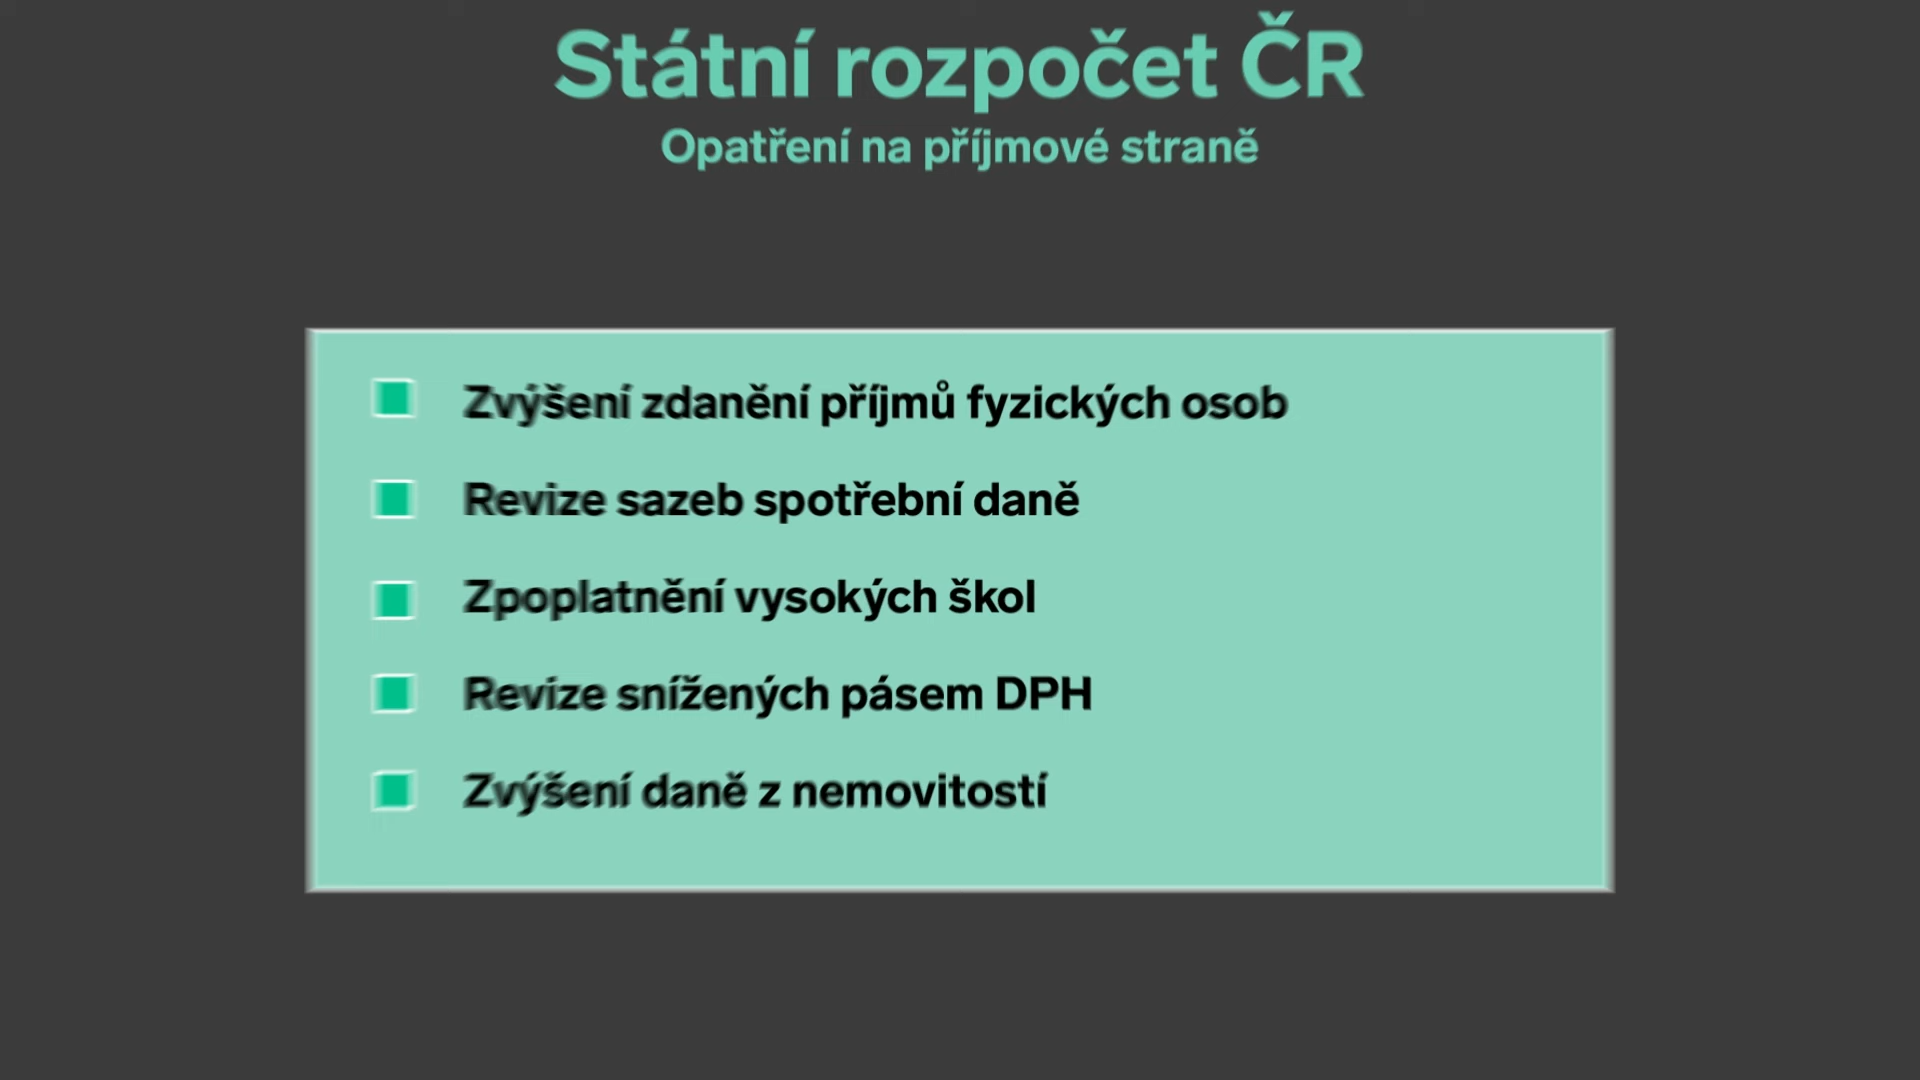 Státní rozpočet ČR
Opatření na příjmové straně
Zvýšení zdanění příjmů fyzických osob
Revize sazeb spotřební daně
Zpoplatnění vysokých škol
Revize snížených pásem DPH
Zvýšení daně z nemovitostí